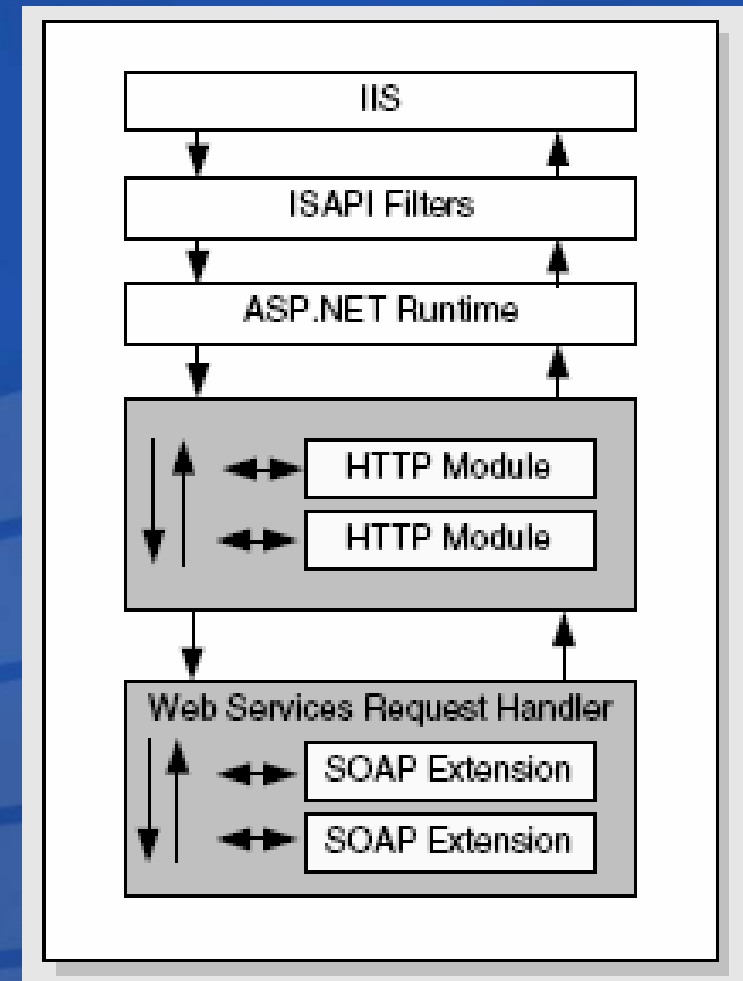 IIS
ISAPI Filters
ASP.NET Runtime
HTTP Module
HTTP Module
Web Services Request Handler
SOAP Extension
SOAP Extension